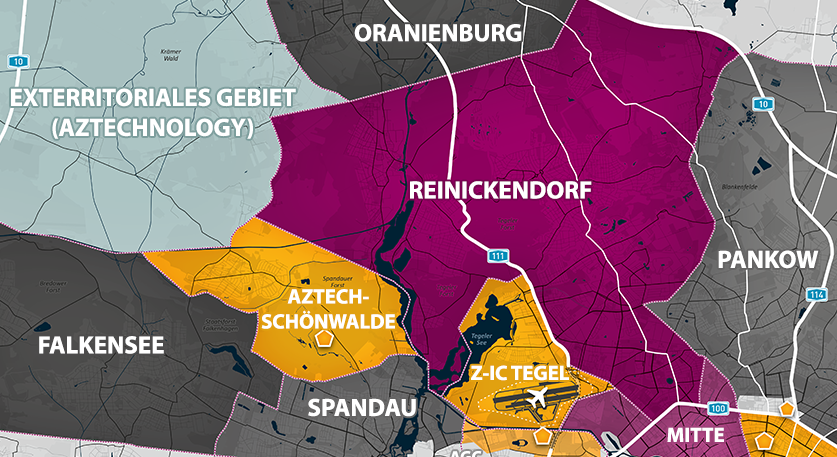 ORANIENBURG
Krämer
Wald
10
EXTERRITORIALES GEBIET
(AZTECHNOLOGY)
10
REINICKENDORF
Blankenfelde
111
PANKOW
Spandauer
Forst
AZTECH-
SCHÖNWALDE
114
FALKENSEE
Tegeler
See
Z-IC TEGEL
SPANDAU
100
MITTE
AGC